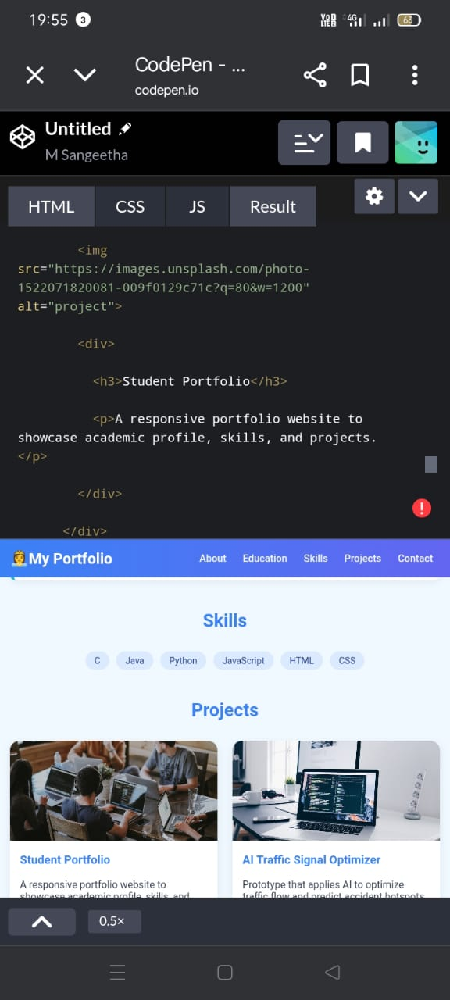 19:55 3 VoD LTE2 4G 63
CodePen - ...
codepen.io
Untitled
M Sangeetha
HTML CSS JS Result
<img
src="https://images.unsplash.com/photo-
1522071820081-009f0129c71c?q=80&w=1200"
alt="project">
<div>
<h3>Student Portfolio</h3>
<p>A responsive portfolio website to
showcase academic profile, skills, and projects.
</p>
</div>
!
</div>
My Portfolio About Education Skills Projects Contact
Skills
C Java Python JavaScript HTML CSS
Projects
Student Portfolio
A responsive portfolio website to
showcase academic profile, skills, and
AI Traffic Signal Optimizer
Prototype that applies AI to optimize
traffic flow and predict accident hotspots
0.5×